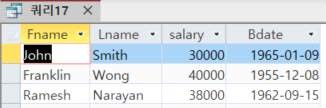 쿼리17
Fname Lname salary Bdate
John Smith 30000 1965-01-09
Franklin Wong 40000 1955-12-08
Ramesh Narayan 38000 1962-09-15